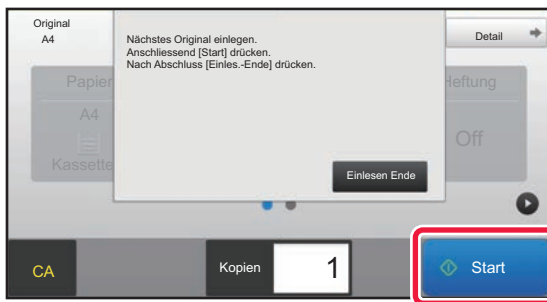 Original
A4
Nächstes Original einlegen.
Anschliessend [Start] drücken.
Nach Abschluss [Einles.-Ende] drücken.
Detail
Papier
A4
Kassette
Heftung
Off
Einlesen Ende
CA
Kopien
1
Start